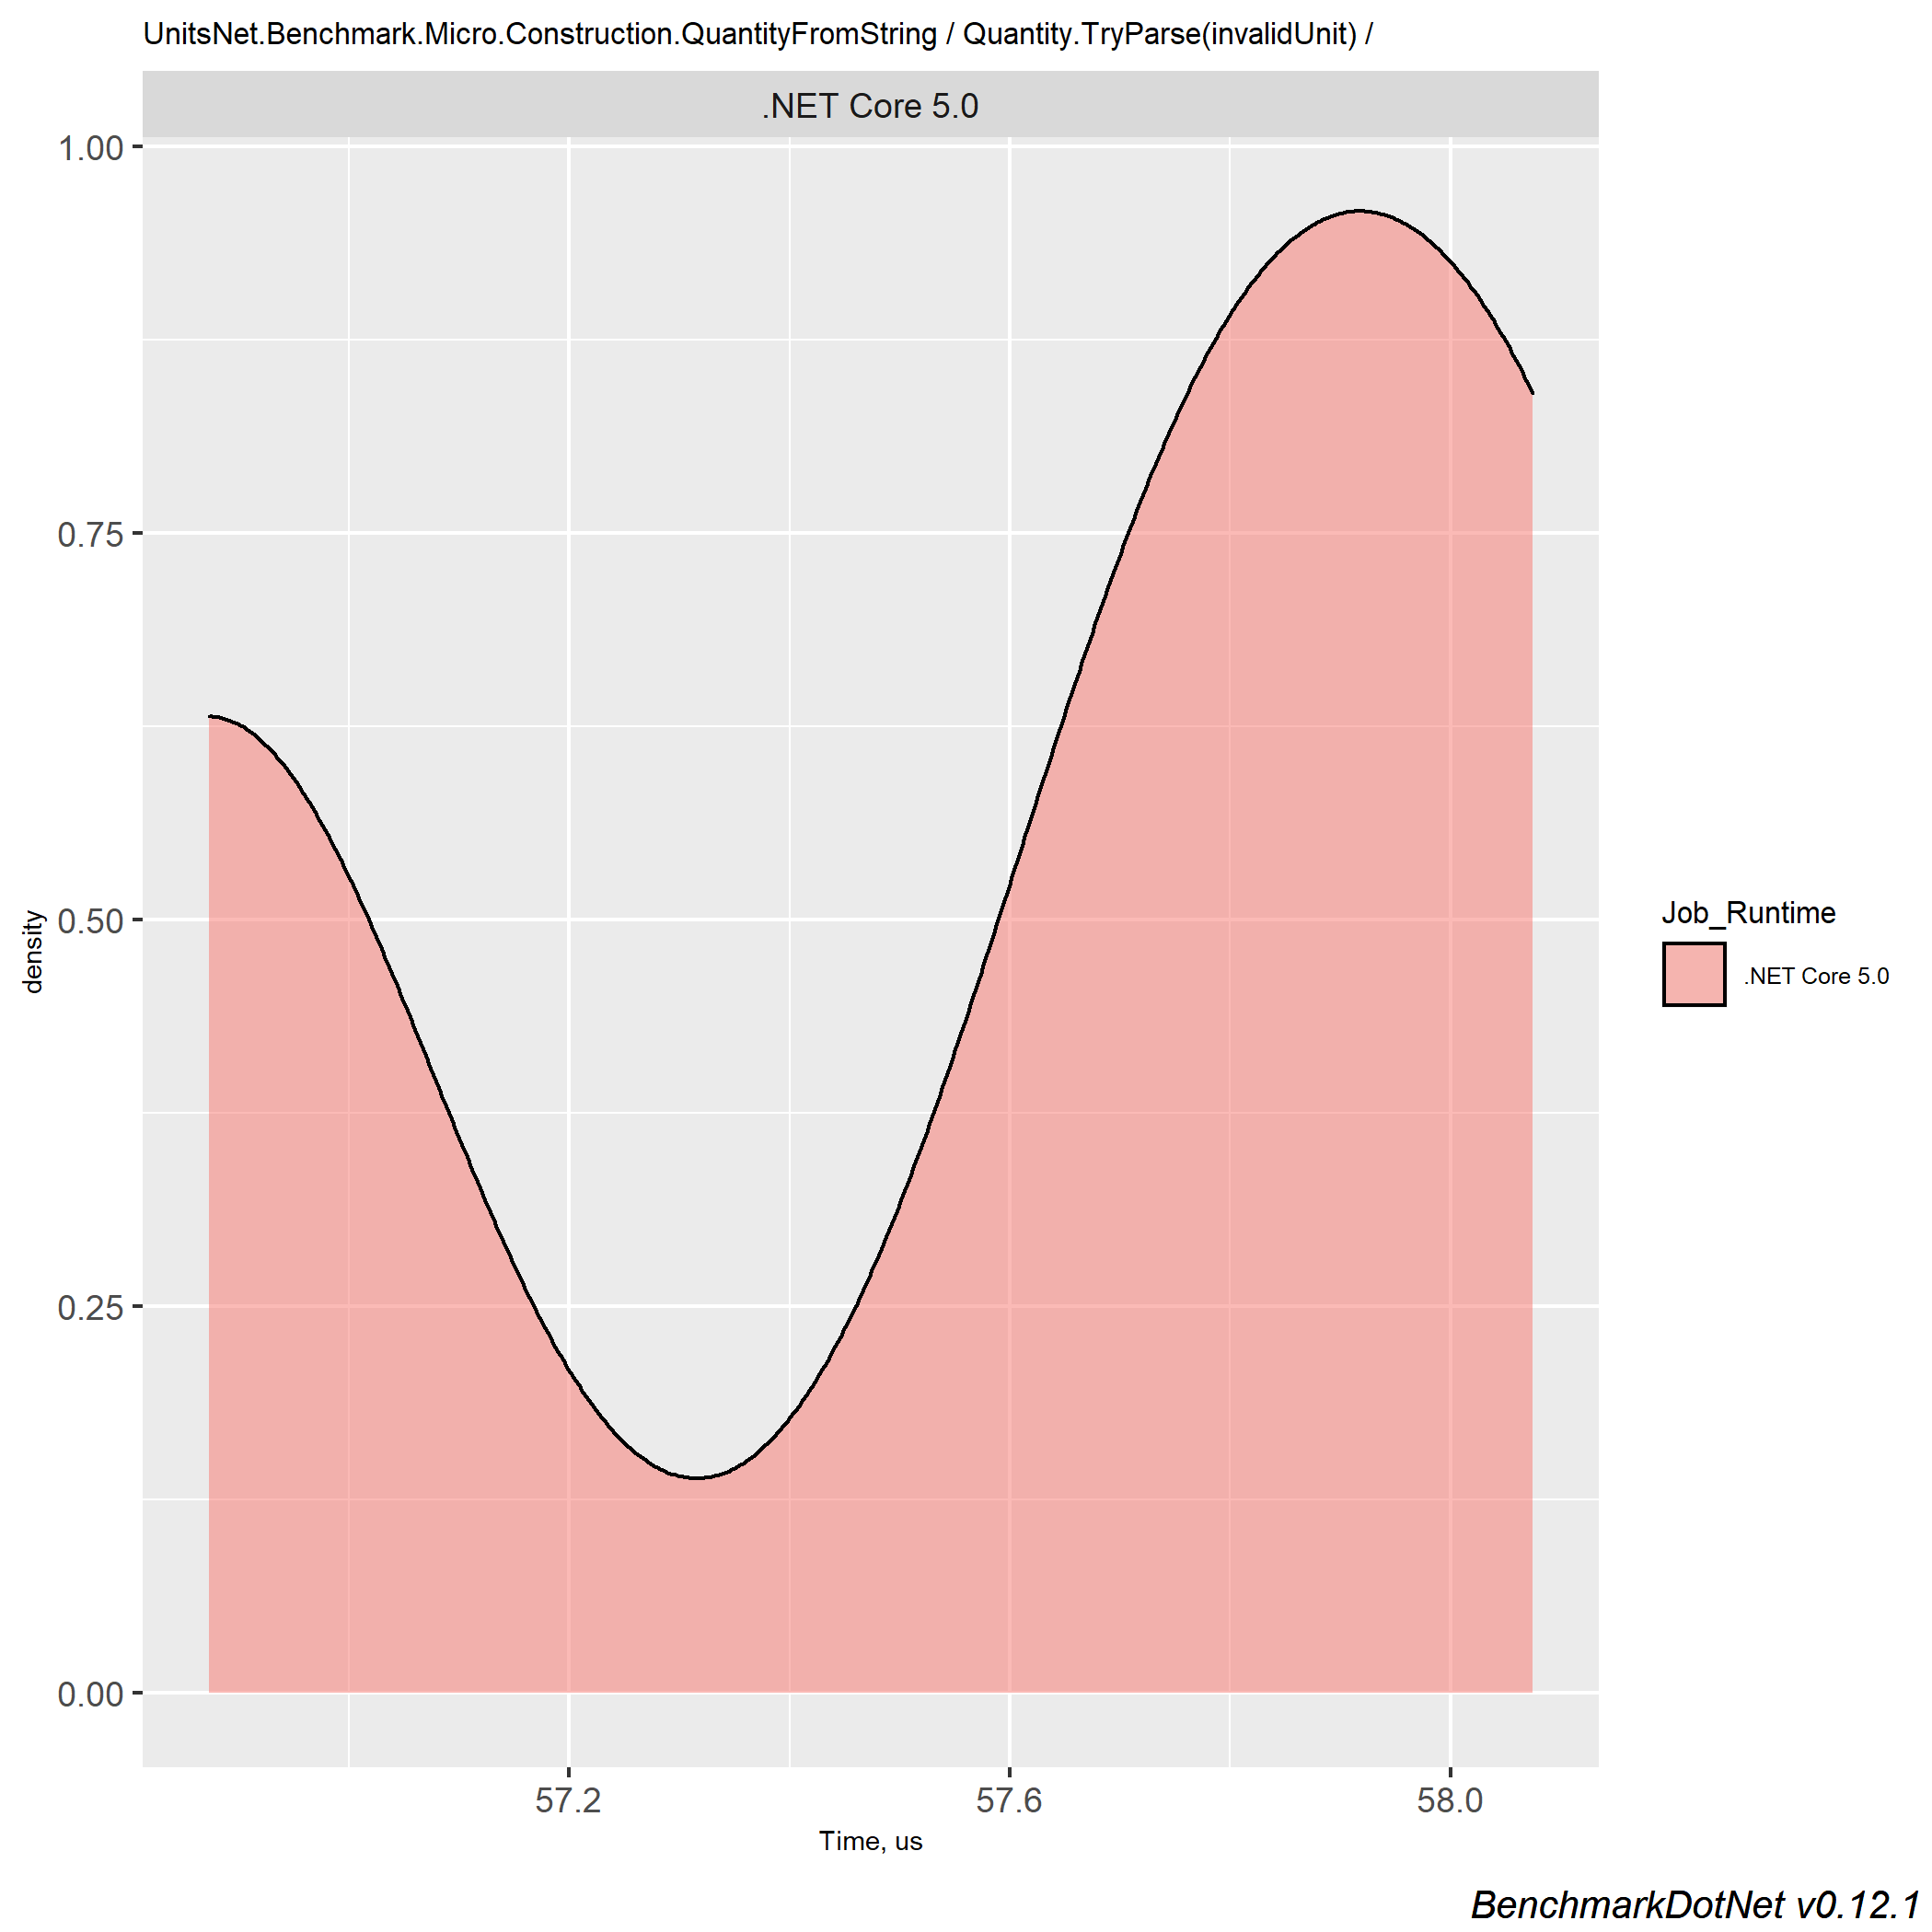 UnitsNet.Benchmark.Micro.Construction.QuantityFromString / Quantity.TryParse(invalidUnit) /
.NET Core 5.0
1.00
0.75
0.50
0.25
0.00
density
57.2 57.6 58.0
Time, us
Job_Runtime
.NET Core 5.0
BenchmarkDotNet v0.12.1